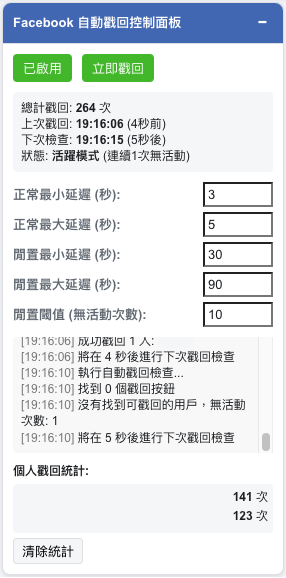 Facebook 自動戳回控制面板 −
已啟用 立即戳回
總計戳回: 264 次
上次戳回: 19:16:06 (4秒前)
下次檢查: 19:16:15 (5秒後)
狀態: 活躍模式 (連續1次無活動)
正常最小延遲 (秒): 3
正常最大延遲 (秒): 5
閒置最小延遲 (秒): 30
閒置最大延遲 (秒): 90
閒置閾值 (無活動次數): 10
[19:16:06] 成功戳回 1 人:
[19:16:06] 將在 4 秒後進行下次戳回檢查
[19:16:10] 執行自動戳回檢查...
[19:16:10] 找到 0 個戳回按鈕
[19:16:10] 沒有找到可戳回的用戶，無活動
次數: 1
[19:16:10] 將在 5 秒後進行下次戳回檢查
個人戳回統計:
141 次
123 次
清除統計